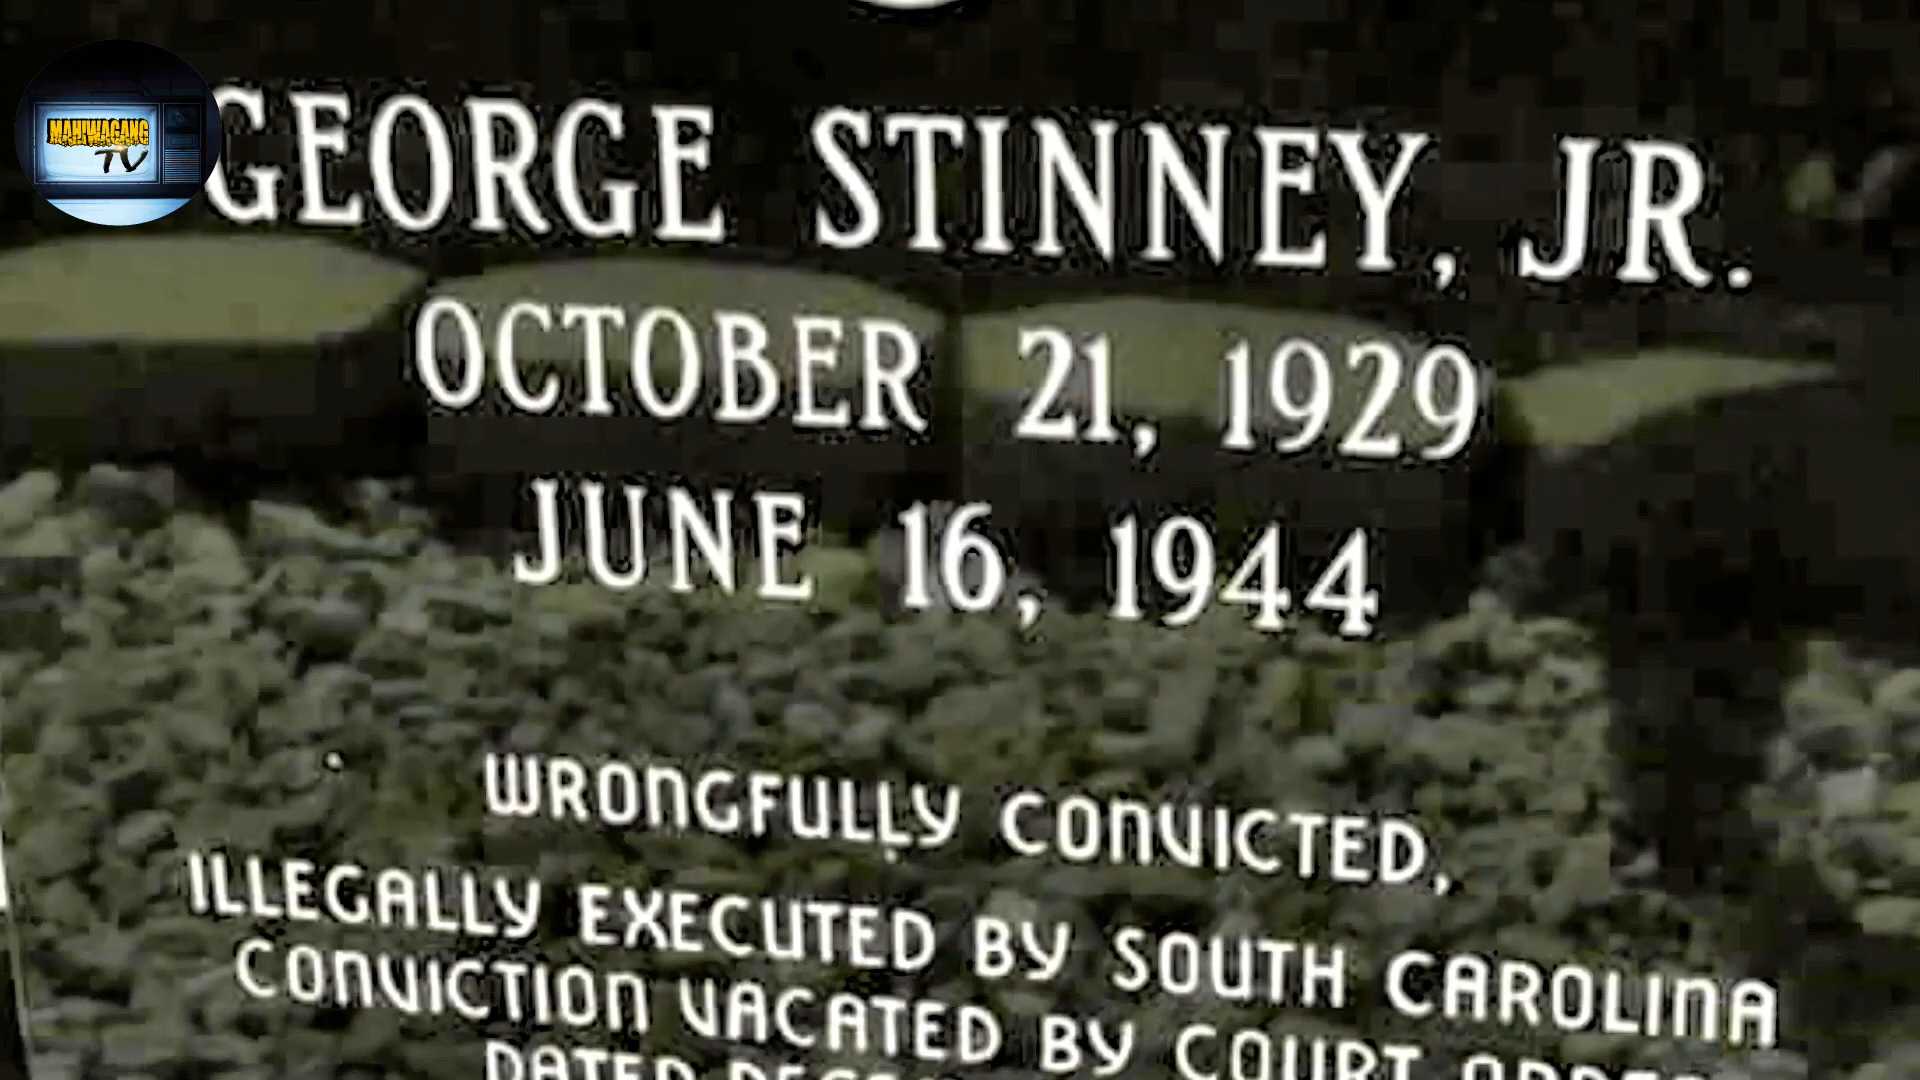 MAHIWAGANG
TV
GEORGE STINNEY, JR.
OCTOBER 21, 1929
JUNE 16, 1944
WRONGFULLY CONVICTED,
ILLEGALLY EXECUTED BY SOUTH CAROLINA
CONVICTION VACATED BY COURT
DATED